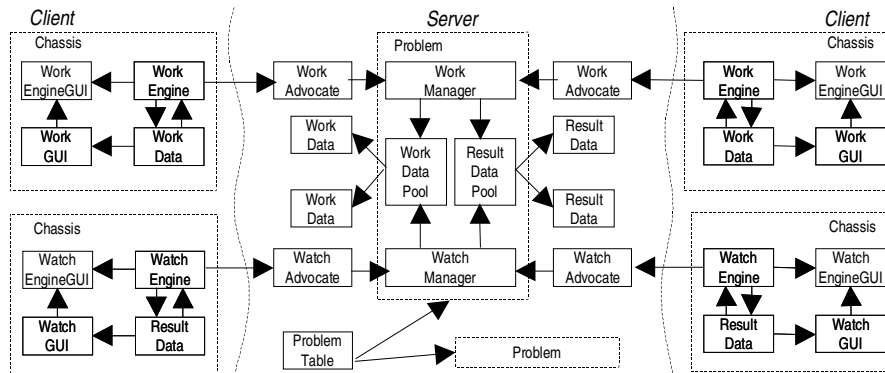 Client
Server
Client
Chassis
Problem
Chassis
Work
EngineGUI
Work
Engine
Work
Advocate
Work
Manager
Work
Advocate
Work
Engine
Work
EngineGUI
Work
GUI
Work
Data
Work
Data
Work
Data
Pool
Result
Data
Pool
Result
Data
Work
Data
Work
GUI
Work
Data
Result
Data
Chassis
Chassis
Watch
EngineGUI
Watch
Engine
Watch
Advocate
Watch
Manager
Watch
Advocate
Watch
Engine
Watch
EngineGUI
Watch
GUI
Result
Data
Result
Data
Watch
GUI
Problem
Table
Problem